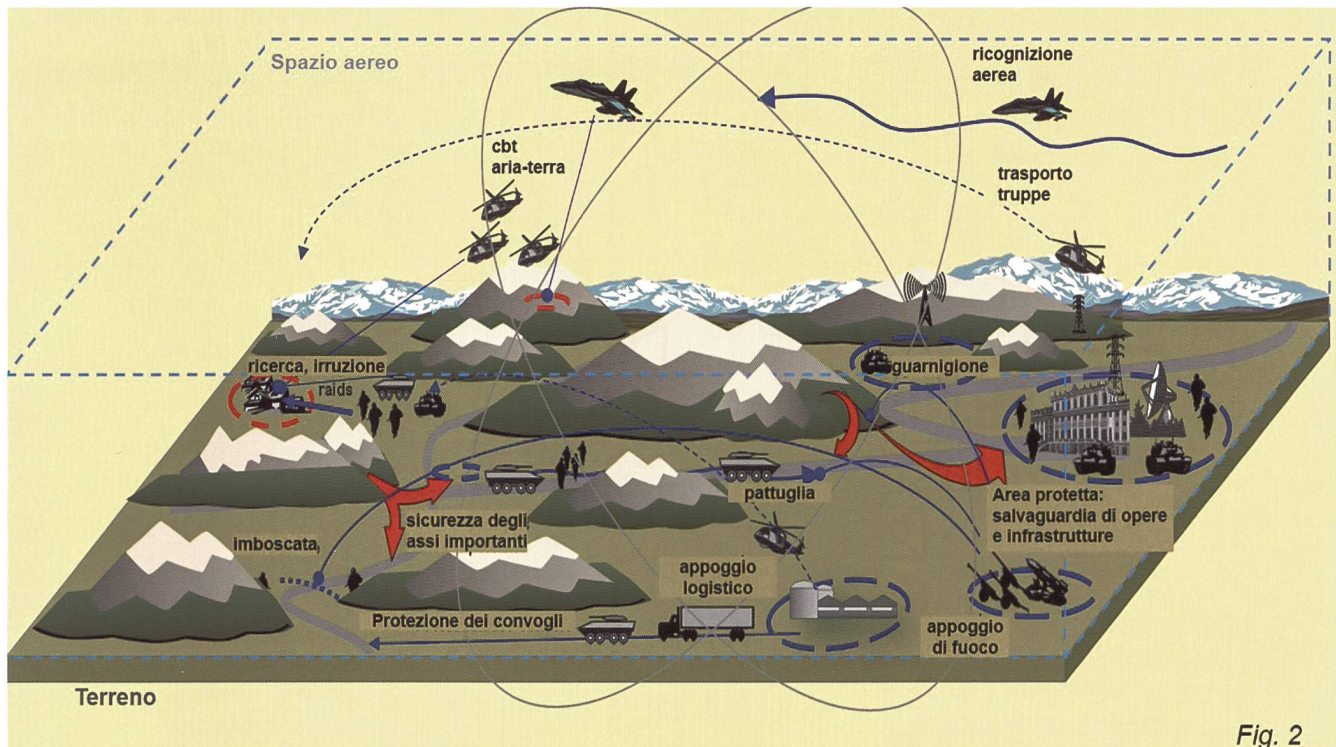 Spazio aereo
ricognizione
aerea
cbt
aria-terra
trasporto
truppe
ricerca, irruzione
raids
guarnigione
pattuglia
Area protetta:
salvaguardia di opere
e infrastrutture
sicurezza degli
assi importanti
imboscata,
appoggio
logistico
Protezione dei convogli
appoggio
di fuoco
Terreno
Fig. 2